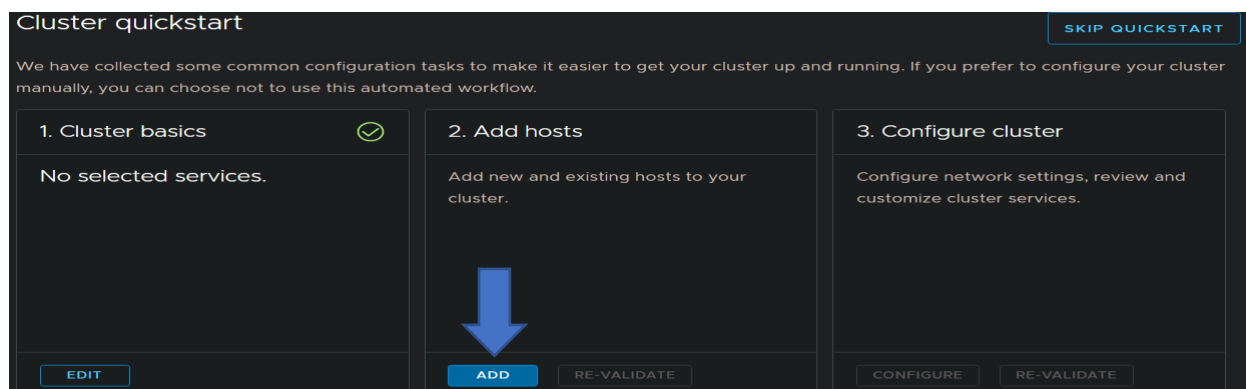 Cluster quickstart
SKIP QUICKSTART
We have collected some common configuration tasks to make it easier to get your cluster up and running. If you prefer to configure your cluster
manually, you can choose not to use this automated workflow.
1. Cluster basics
No selected services.
EDIT
2. Add hosts
Add new and existing hosts to your
cluster.
ADD
RE-VALIDATE
3. Configure cluster
Configure network settings, review and
customize cluster services.
CONFIGURE
RE-VALIDATE